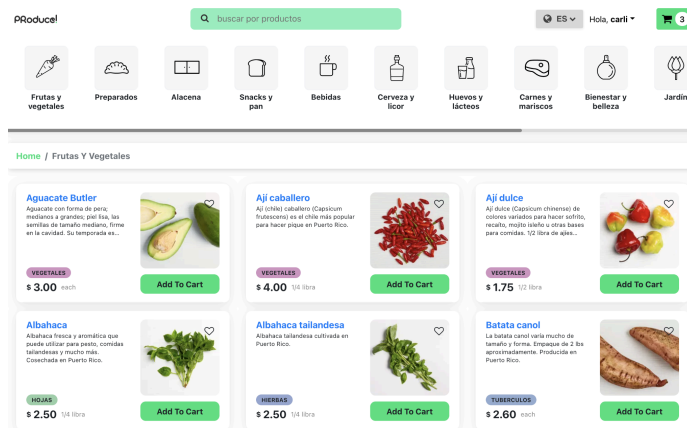 PRoduce!
buscar por productos
ES
Hola, carli
3
Frutas y
vegetales
Preparados
Alacena
Snacks y
pan
Bebidas
Cerveza y
licor
Huevos y
lácteos
Carnes y
mariscos
Bienestar y
belleza
Jardín
Home / Frutas Y Vegetales
Aguacate Butler
Aguacate con forma de pera;
medianos a grandes; piel lisa, las
semillas de tamaño mediano, firme
en la cavidad. Su temporada es...
VEGETALES
$ 3.00 each
Add To Cart
Ají caballero
Ají (chile) caballero (Capsicum
frutescens) es el chile más popular
para hacer pique en Puerto Rico.
VEGETALES
$ 4.00 1/4 libra
Add To Cart
Ají dulce
Ají dulce (Capsicum chinense) de
colores variados para hacer sofrito,
recaíto, mojito isleño u otras bases
para comidas. 1/2 libra de ajíes...
VEGETALES
$ 1.75 1/2 libra
Add To Cart
Albahaca
Albahaca fresca y aromática que
puede utilizar para pesto, comidas
tailandesas y mucho más.
Cosechada en Puerto Rico.
HOJAS
$ 2.50 1/4 libra
Add To Cart
Albahaca tailandesa
Albahaca tailandesa cultivada en
Puerto Rico.
HIERBAS
$ 2.50 1/4 libra
Add To Cart
Batata canol
La batata canol varía mucho de
tamaño y forma. Empaque de 2 lbs
aproximadamente. Producida en
Puerto Rico.
TUBERCULOS
$ 2.60 each
Add To Cart